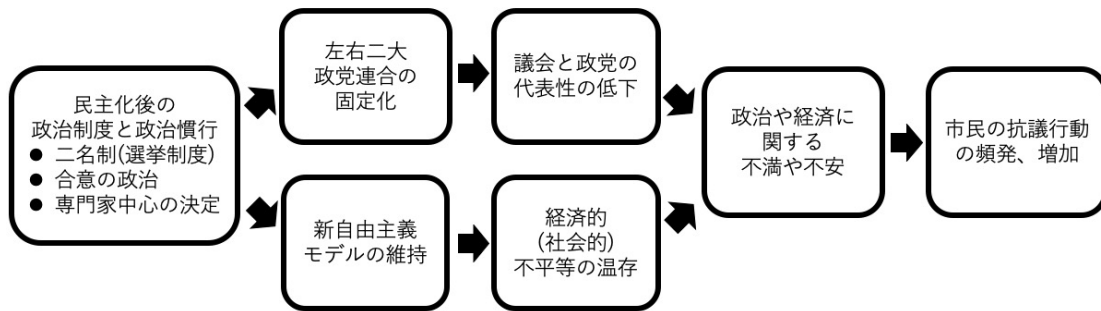 民主化後の
政治制度と政治慣行
● 二名制(選挙制度)
● 合意の政治
● 専門家中心の決定
左右二大
政党連合の
固定化
議会と政党の
代表性の低下
新自由主義
モデルの維持
経済的
(社会的)
不平等の温存
政治や経済に
関する
不満や不安
市民の抗議行動
の頻発、増加